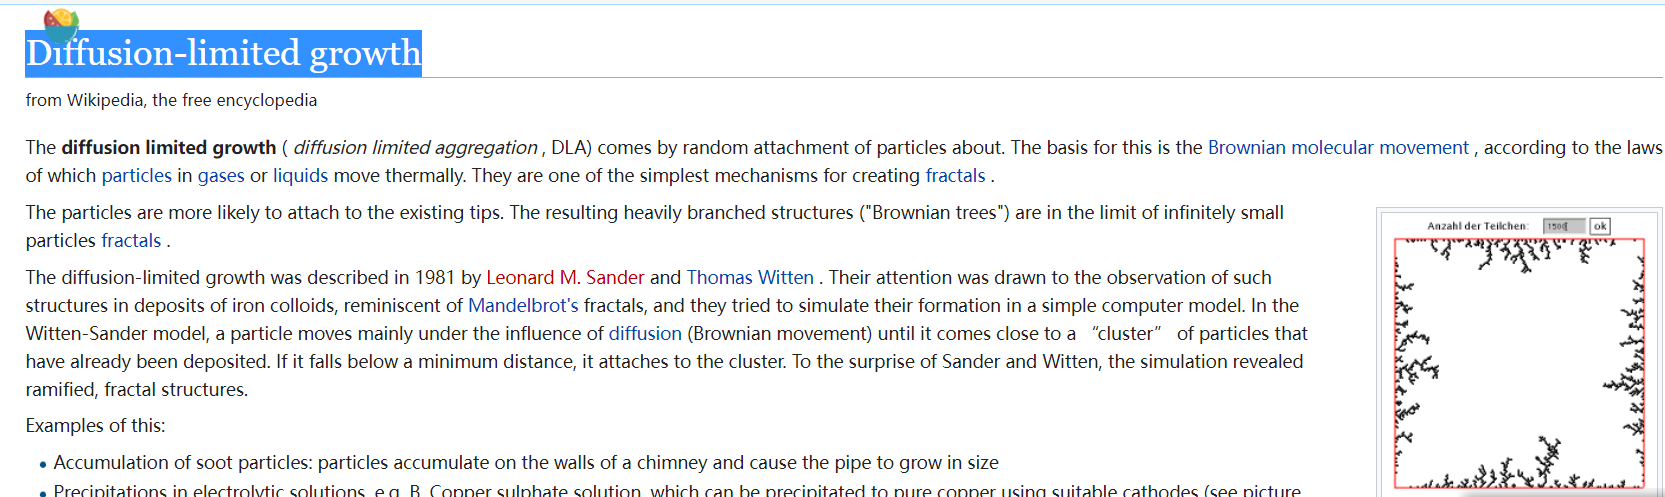 Diffusion-limited growth
from Wikipedia, the free encyclopedia
The diffusion limited growth ( diffusion limited aggregation , DLA) comes by random attachment of particles about. The basis for this is the Brownian molecular movement , according to the laws
of which particles in gases or liquids move thermally. They are one of the simplest mechanisms for creating fractals .
The particles are more likely to attach to the existing tips. The resulting heavily branched structures ("Brownian trees") are in the limit of infinitely small
particles fractals .
The diffusion-limited growth was described in 1981 by Leonard M. Sander and Thomas Witten . Their attention was drawn to the observation of such
structures in deposits of iron colloids, reminiscent of Mandelbrot's fractals, and they tried to simulate their formation in a simple computer model. In the
Witten-Sander model, a particle moves mainly under the influence of diffusion (Brownian movement) until it comes close to a “cluster” of particles that
have already been deposited. If it falls below a minimum distance, it attaches to the cluster. To the surprise of Sander and Witten, the simulation revealed
ramified, fractal structures.
Examples of this:
• Accumulation of soot particles: particles accumulate on the walls of a chimney and cause the pipe to grow in size
• Precipitations in electrolytic solutions, e.g. B. Copper sulphate solution, which can be precipitated to pure copper using suitable cathodes (see picture
Anzahl der Teilchen: ok